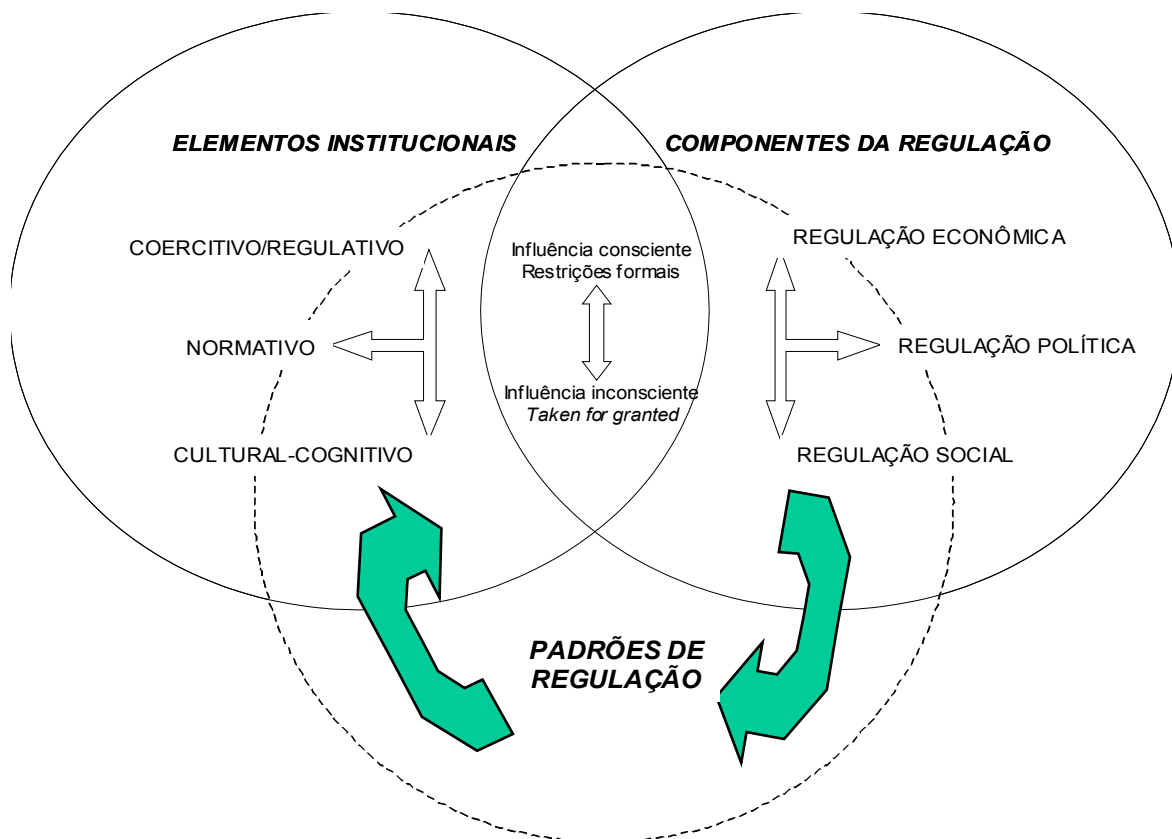 ELEMENTOS INSTITUCIONAIS
COERCITIVO/REGULATIVO
NORMATIVO
CULTURAL-COGNITIVO
Influência consciente
Restrições formais
Influência inconsciente
Taken for granted
COMPONENTES DA REGULAÇÃO
REGULAÇÃO ECONÔMICA
REGULAÇÃO POLÍTICA
REGULAÇÃO SOCIAL
PADRÕES DE
REGULAÇÃO